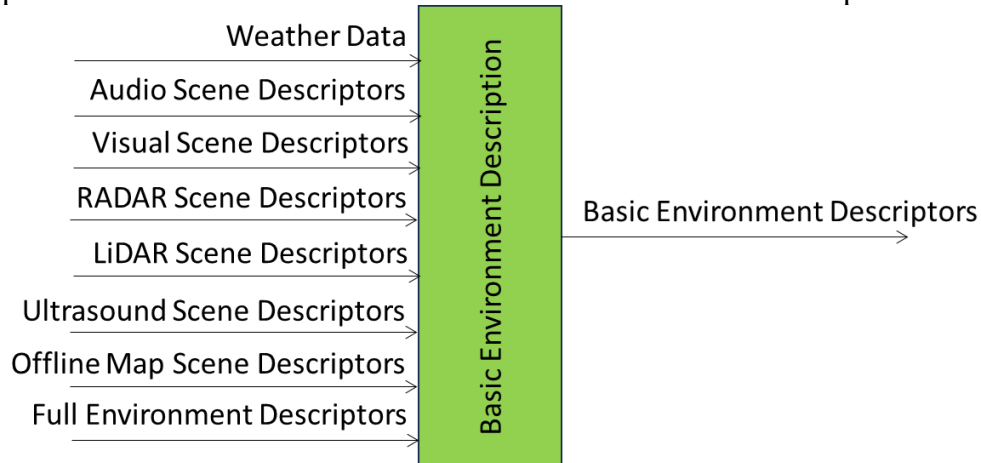 Weather Data
Audio Scene Descriptors
Visual Scene Descriptors
RADAR Scene Descriptors
LiDAR Scene Descriptors
Ultrasound Scene Descriptors
Offline Map Scene Descriptors
Full Environment Descriptors
Basic Environment Description
Basic Environment Descriptors